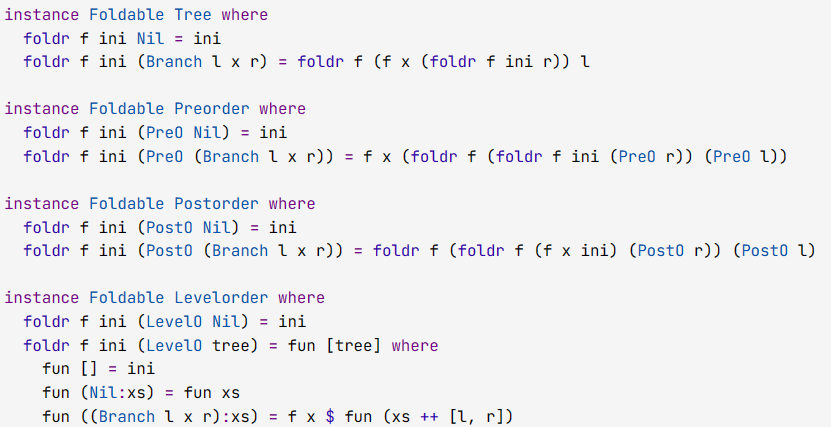 instance Foldable Tree where
  foldr f ini Nil = ini
  foldr f ini (Branch l x r) = foldr f (f x (foldr f ini r)) l

instance Foldable Preorder where
  foldr f ini (PreO Nil) = ini
  foldr f ini (PreO (Branch l x r)) = f x (foldr f (foldr f ini (PreO r)) (PreO l))

instance Foldable Postorder where
  foldr f ini (PostO Nil) = ini
  foldr f ini (PostO (Branch l x r)) = foldr f (foldr f (f x ini) (PostO r)) (PostO l)

instance Foldable Levelorder where
  foldr f ini (LevelO Nil) = ini
  foldr f ini (LevelO tree) = fun [tree] where
    fun [] = ini
    fun (Nil:xs) = fun xs
    fun ((Branch l x r):xs) = f x $ fun (xs ++ [l, r])